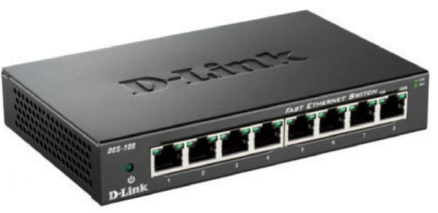 D-Link
FAST ETHERNET SWITCH
DES-108
1 2 3 4 5 6 7 8
D-Link